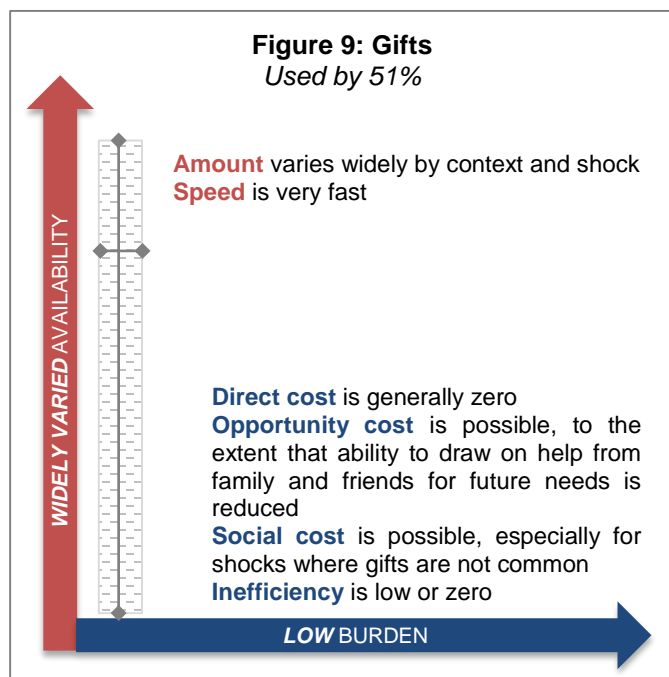 Figure 9: Gifts
Used by 51%
Amount varies widely by context and shock
Speed is very fast
WIDELY VARIED AVAILABILITY
Direct cost is generally zero
Opportunity cost is possible, to the
extent that ability to draw on help from
family and friends for future needs is
reduced
Social cost is possible, especially for
shocks where gifts are not common
Inefficiency is low or zero
LOW BURDEN